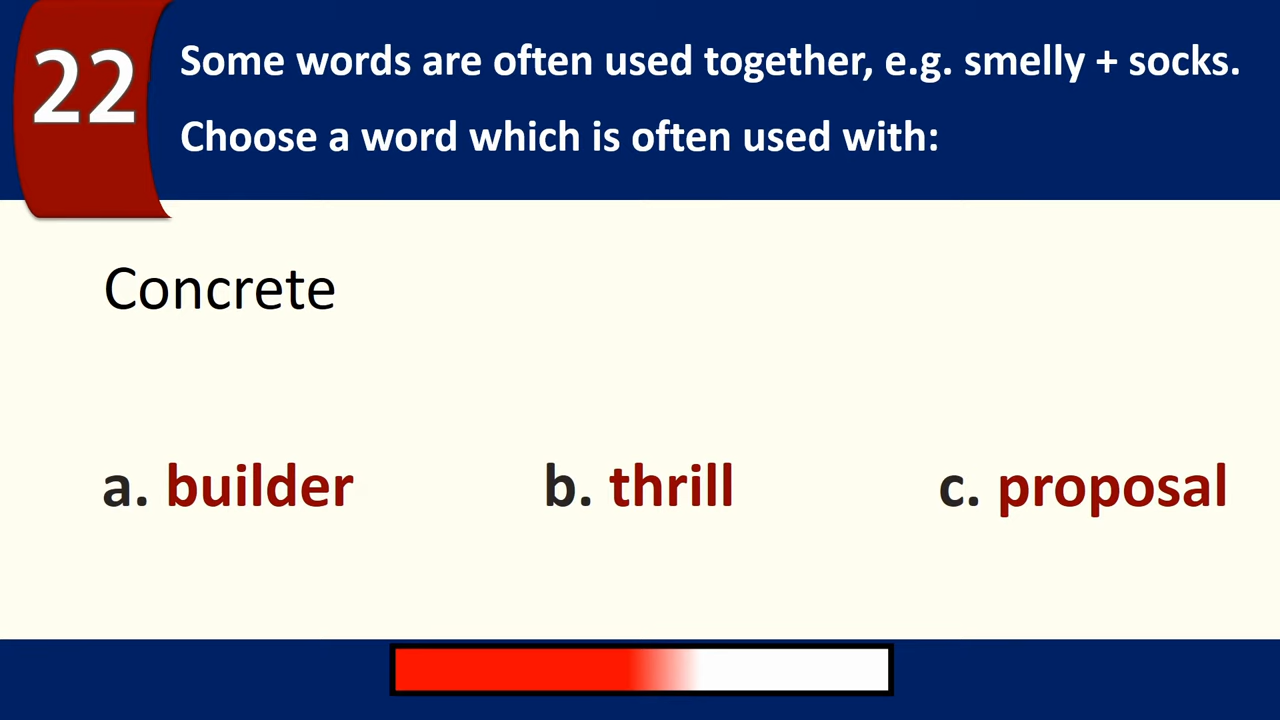 22
Some words are often used together, e.g. smelly + socks.
Choose a word which is often used with:
Concrete
a. builder b. thrill c. proposal